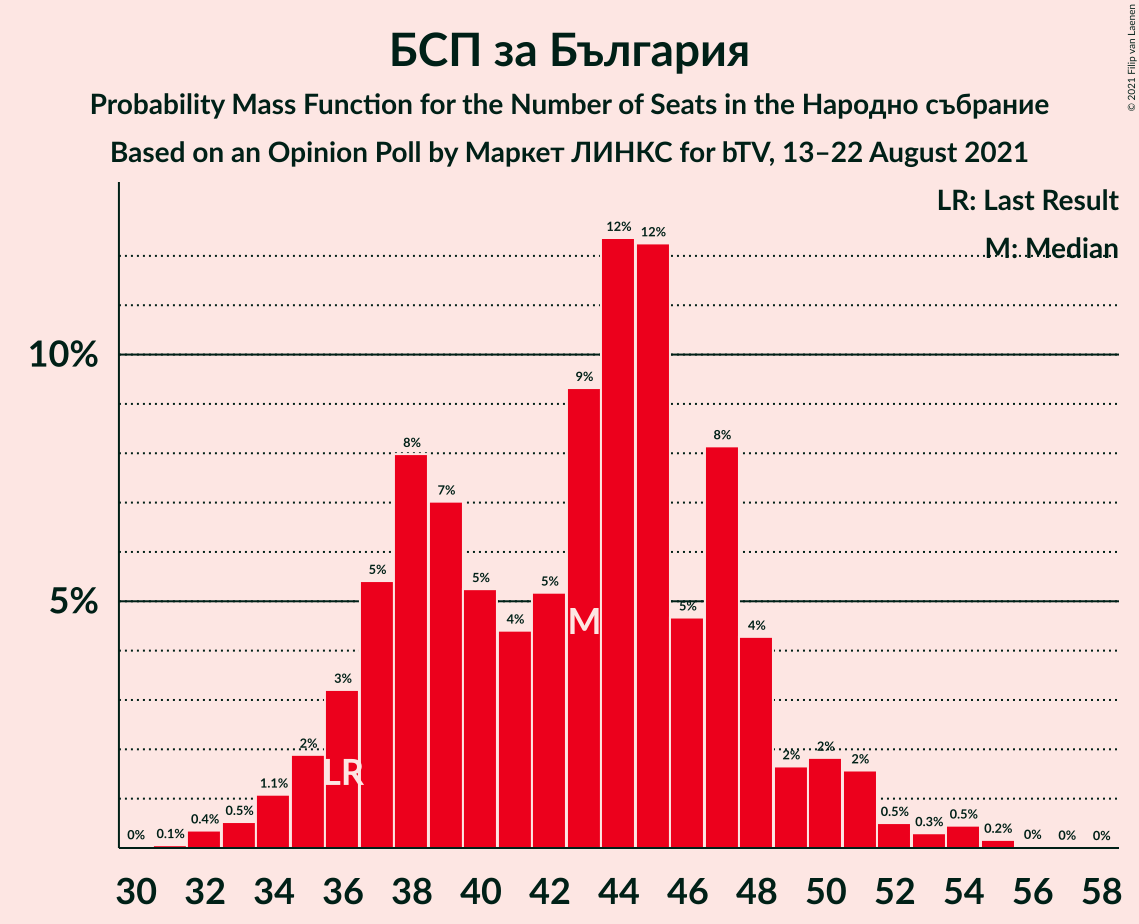 БСП за България
Probability Mass Function for the Number of Seats in the Народно събрание
Based on an Opinion Poll by Маркет ЛИНКС for bTV, 13–22 August 2021
© 2021 Filip van Laenen
LR: Last Result
M: Median
10%
5%
0% 0.1% 0.4% 0.5% 1.1% 2% 3% 5% 8% 7% 5% 4% 5% 9% 12% 12% 5% 8% 4% 2% 2% 2% 0.5% 0.3% 0.5% 0.2% 0% 0% 0%
LR
M
30 32 34 36 38 40 42 44 46 48 50 52 54 56 58